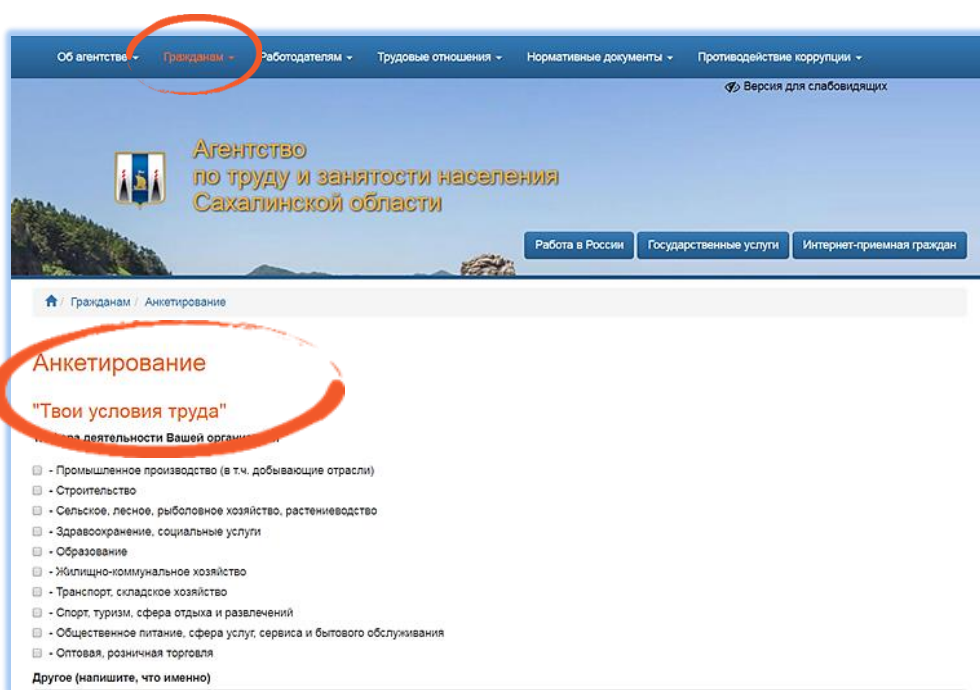 Об агентстве Гражданам Работодателям Трудовые отношения Нормативные документы Противодействие коррупции
Версия для слабовидящих
Агентство
по труду и занятости населения
Сахалинской области
Работа в России Государственные услуги Интернет-приемная граждан
/ Гражданам / Анкетирование
Анкетирование
"Твои условия труда"
деятельности Вашей
- Промышленное производство (в т.ч. добывающие отрасли)
- Строительство
- Сельское, лесное, рыболовное хозяйство, растениеводство
- Здравоохранение, социальные услуги
- Образование
- Жилищно-коммунальное хозяйство
- Транспорт, складское хозяйство
- Спорт, туризм, сфера отдыха и развлечений
- Общественное питание, сфера услуг, сервиса и бытового обслуживания
- Оптовая, розничная торговля
Другое (напишите, что именно)